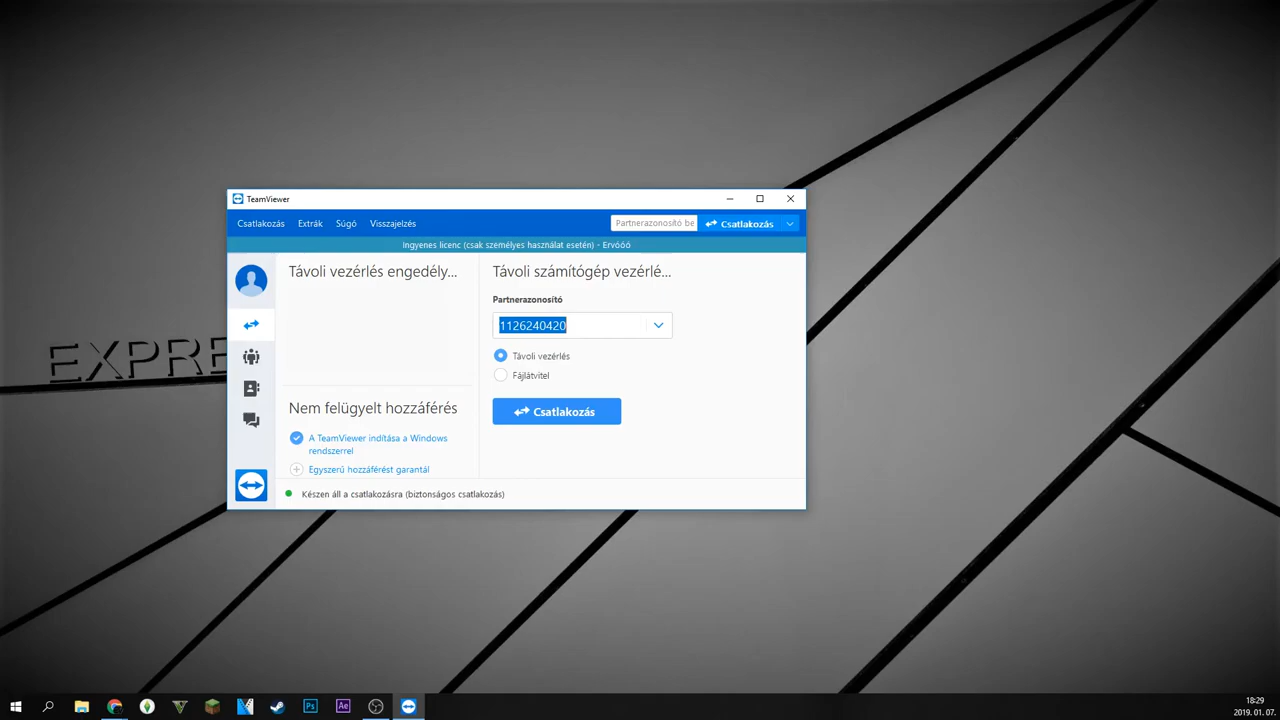 TeamViewer
Csatlakozás Extrák Súgó Visszajelzés Partnerazonosító be Csatlakozás
Ingyenes licenc (csak személyes használat esetén) - Ervóóó
Távoli vezérlés engedély...
Távoli számítógép vezérlé...
Partnerazonosító
1126240420
Távoli vezérlés
Fájlátvitel
Csatlakozás
Nem felügyelt hozzáférés
A TeamViewer indítása a Windows
rendszerrel
Egyszerű hozzáférést garantál
Készen áll a csatlakozásra (biztonságos csatlakozás)
EXPRE
Ps
Ae
18:29
2019. 01. 07.